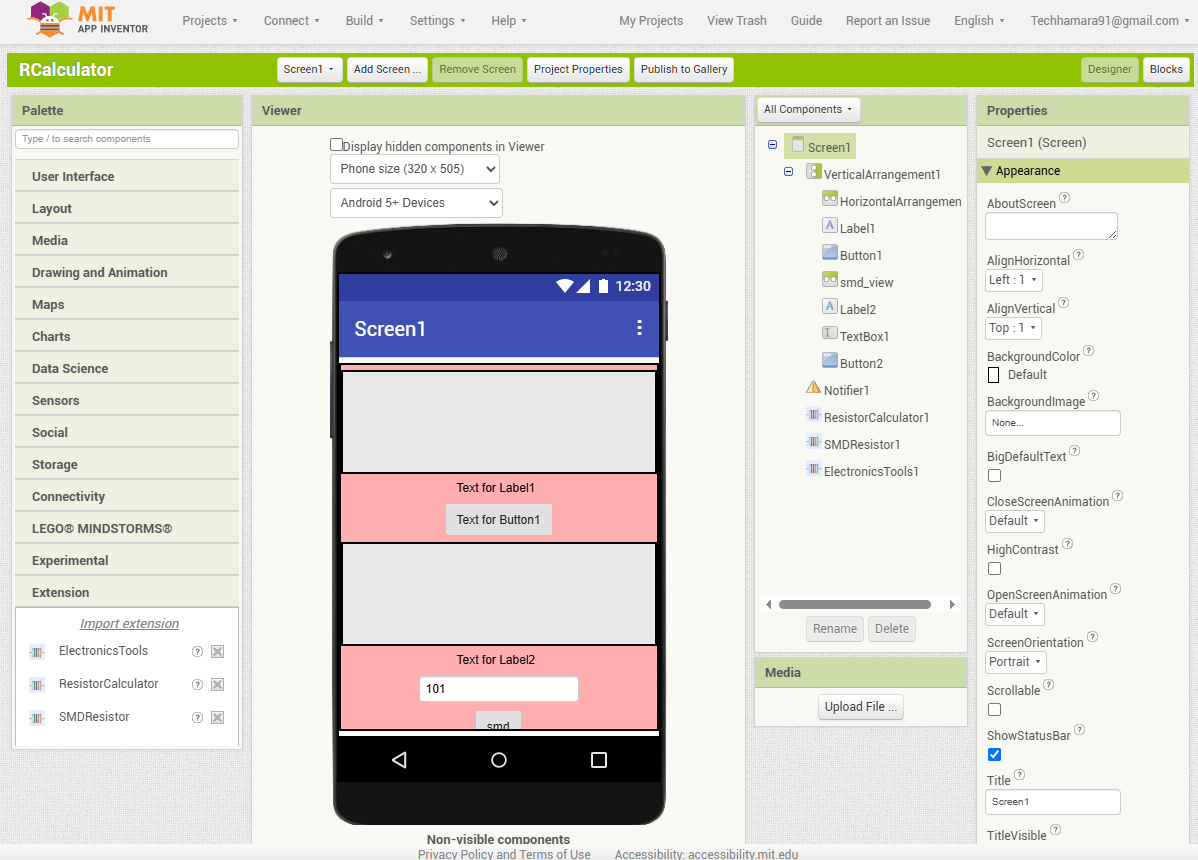 MIT
APP INVENTOR
Projects
Connect
Build
Settings
Help
My Projects
View Trash
Guide
Report an Issue
English
Techhamara91@gmail.com
RCalculator
Screen1
Add Screen ...
Remove Screen
Project Properties
Publish to Gallery
Designer
Blocks
Palette
Type / to search components
User Interface
Layout
Media
Drawing and Animation
Maps
Charts
Data Science
Sensors
Social
Storage
Connectivity
LEGO® MINDSTORMS®
Experimental
Extension
Import extension
ElectronicsTools
?
ResistorCalculator
?
SMDResistor
?
Viewer
Display hidden components in Viewer
Phone size (320 x 505)
Android 5+ Devices
12:30
Screen1
Text for Label1
Text for Button1
Text for Label2
101
smd
Non-visible components
All Components
Screen1
VerticalArrangement1
HorizontalArrangemen
A Label1
Button1
smd_view
A Label2
TextBox1
Button2
Notifier1
ResistorCalculator1
SMDResistor1
ElectronicsTools1
Rename
Delete
Media
Upload File ...
Properties
Screen1 (Screen)
Appearance
AboutScreen ?
AlignHorizontal ?
Left : 1
AlignVertical ?
Top : 1
BackgroundColor ?
Default
BackgroundImage ?
None...
BigDefaultText ?
CloseScreenAnimation ?
Default
HighContrast ?
OpenScreenAnimation ?
Default
ScreenOrientation ?
Portrait
Scrollable ?
ShowStatusBar ?
Title ?
Screen1
TitleVisible ?
Privacy Policy and Terms of Use
Accessibility: accessibility.mit.edu